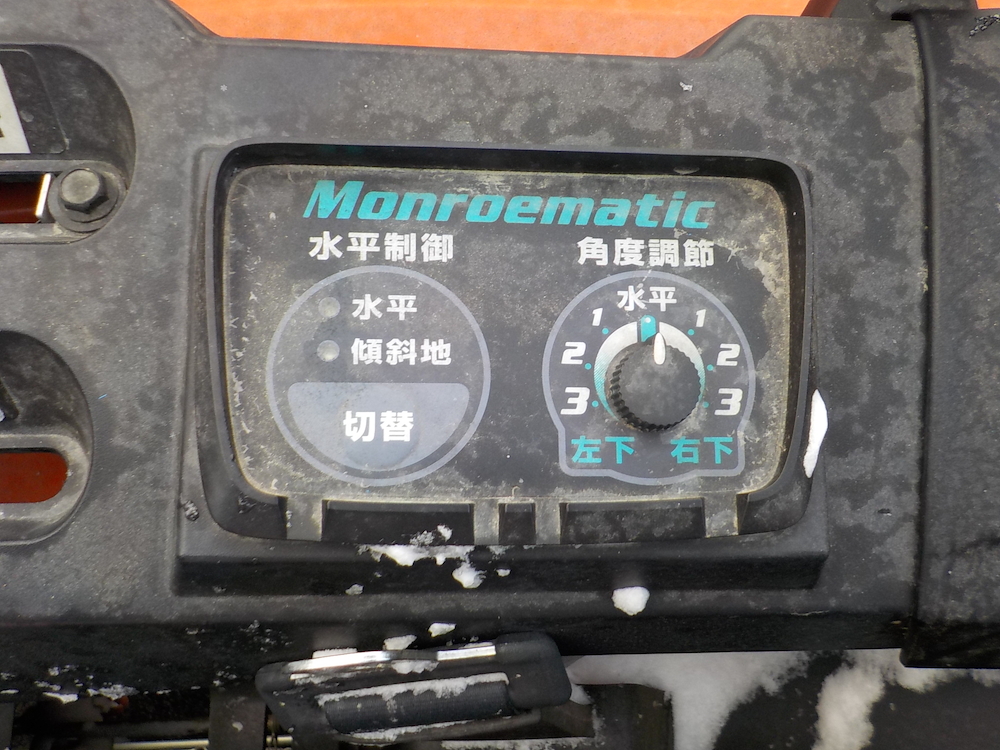 Monroematic
水平制御
水平
傾斜地
切替
角度調節
水平
1 1
2 2
3 3
左下 右下